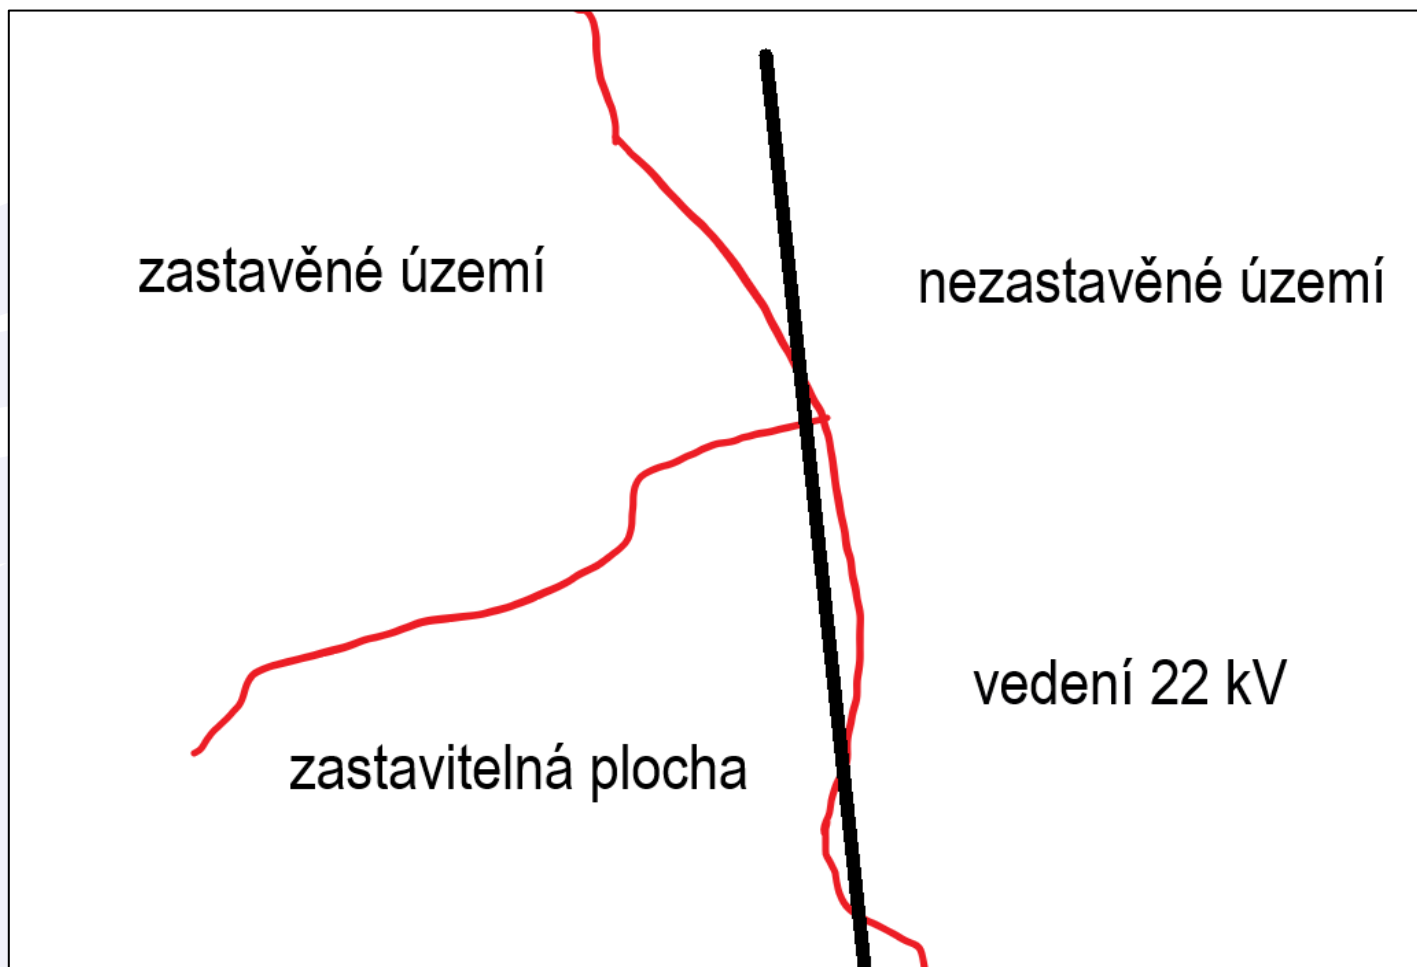 zastavěné území
nezastavěné území
vedení 22 kV
zastavitelná plocha